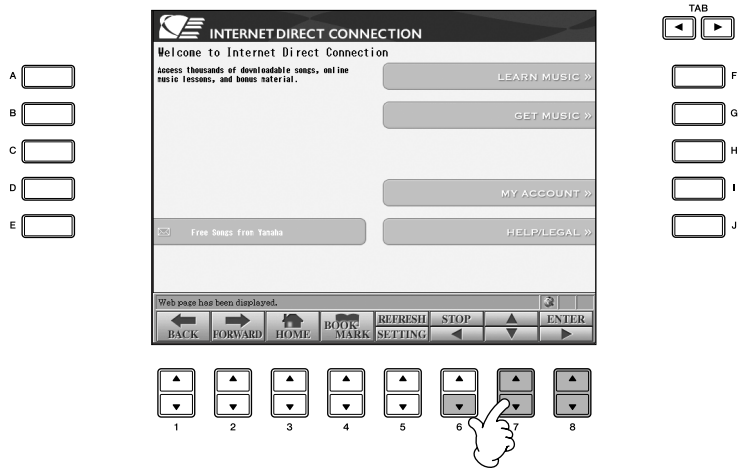 TAB
INTERNET DIRECT CONNECTION
Welcome to Internet Direct Connection
Access thousands of downloadable songs, online
music lessons, and bonus material.
LEARN MUSIC »
GET MUSIC »
MY ACCOUNT »
Free Songs from Yamaha
HELP/LEGAL »
A
B
C
D
E
F
G
H
I
J
Web page has been displayed.
BACK FORWARD HOME BOOK-MARK REFRESH SETTING STOP ENTER
1 2 3 4 5 6 7 8